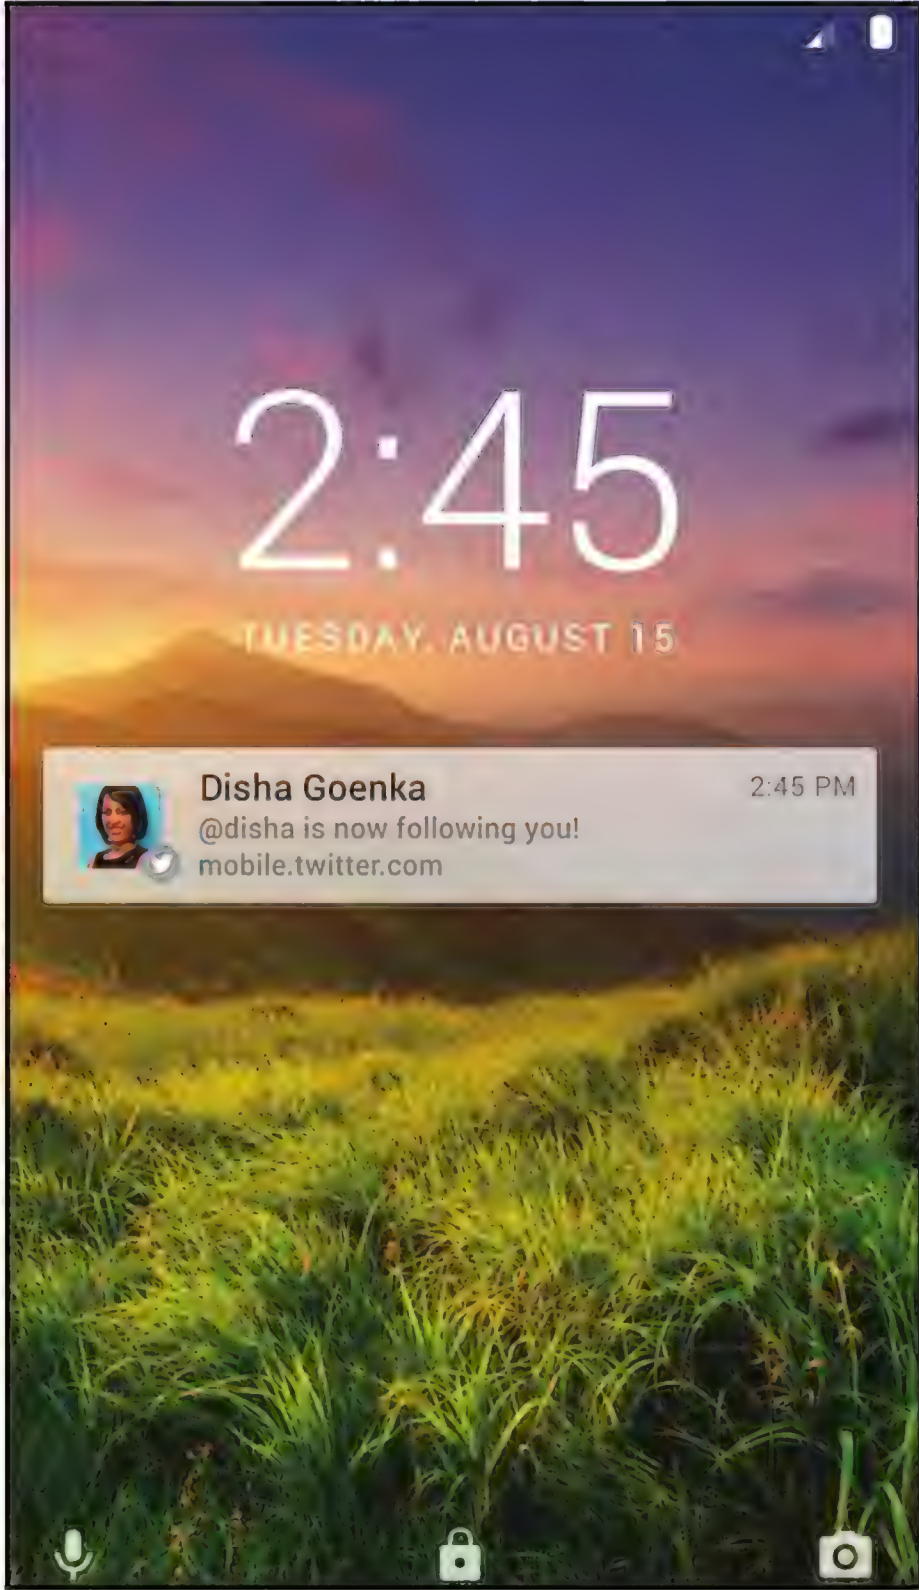 2:45
TUESDAY, AUGUST 15
Disha Goenka 2:45 PM
@disha is now following you!
mobile.twitter.com